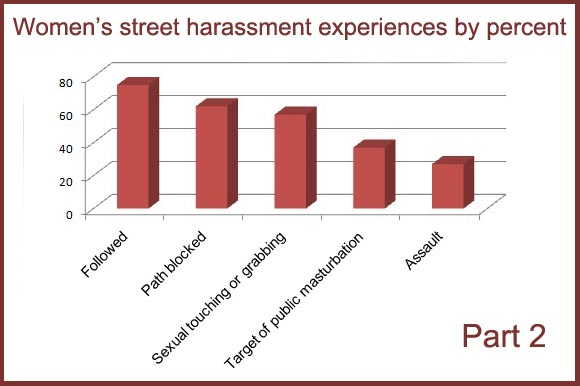 Women’s street harassment experiences by percent
80
60
40
20
0
Followed
Path blocked
Sexual touching or grabbing
Target of public masturbation
Assault
Part 2